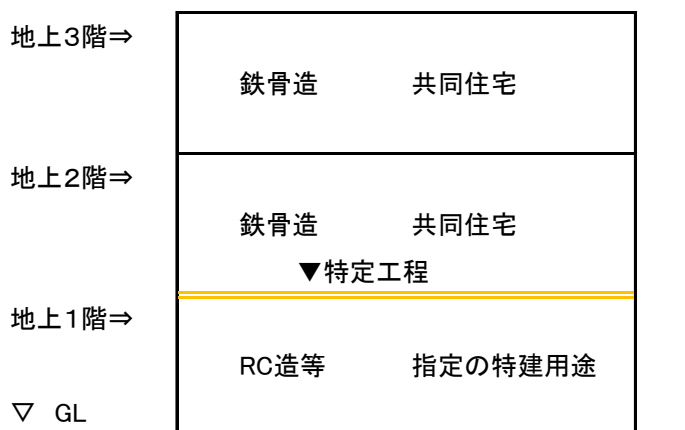 地上3階⇒
鉄骨造 共同住宅
地上2階⇒
鉄骨造 共同住宅
▼特定工程
地上1階⇒
RC造等 指定の特建用途
▽ GL